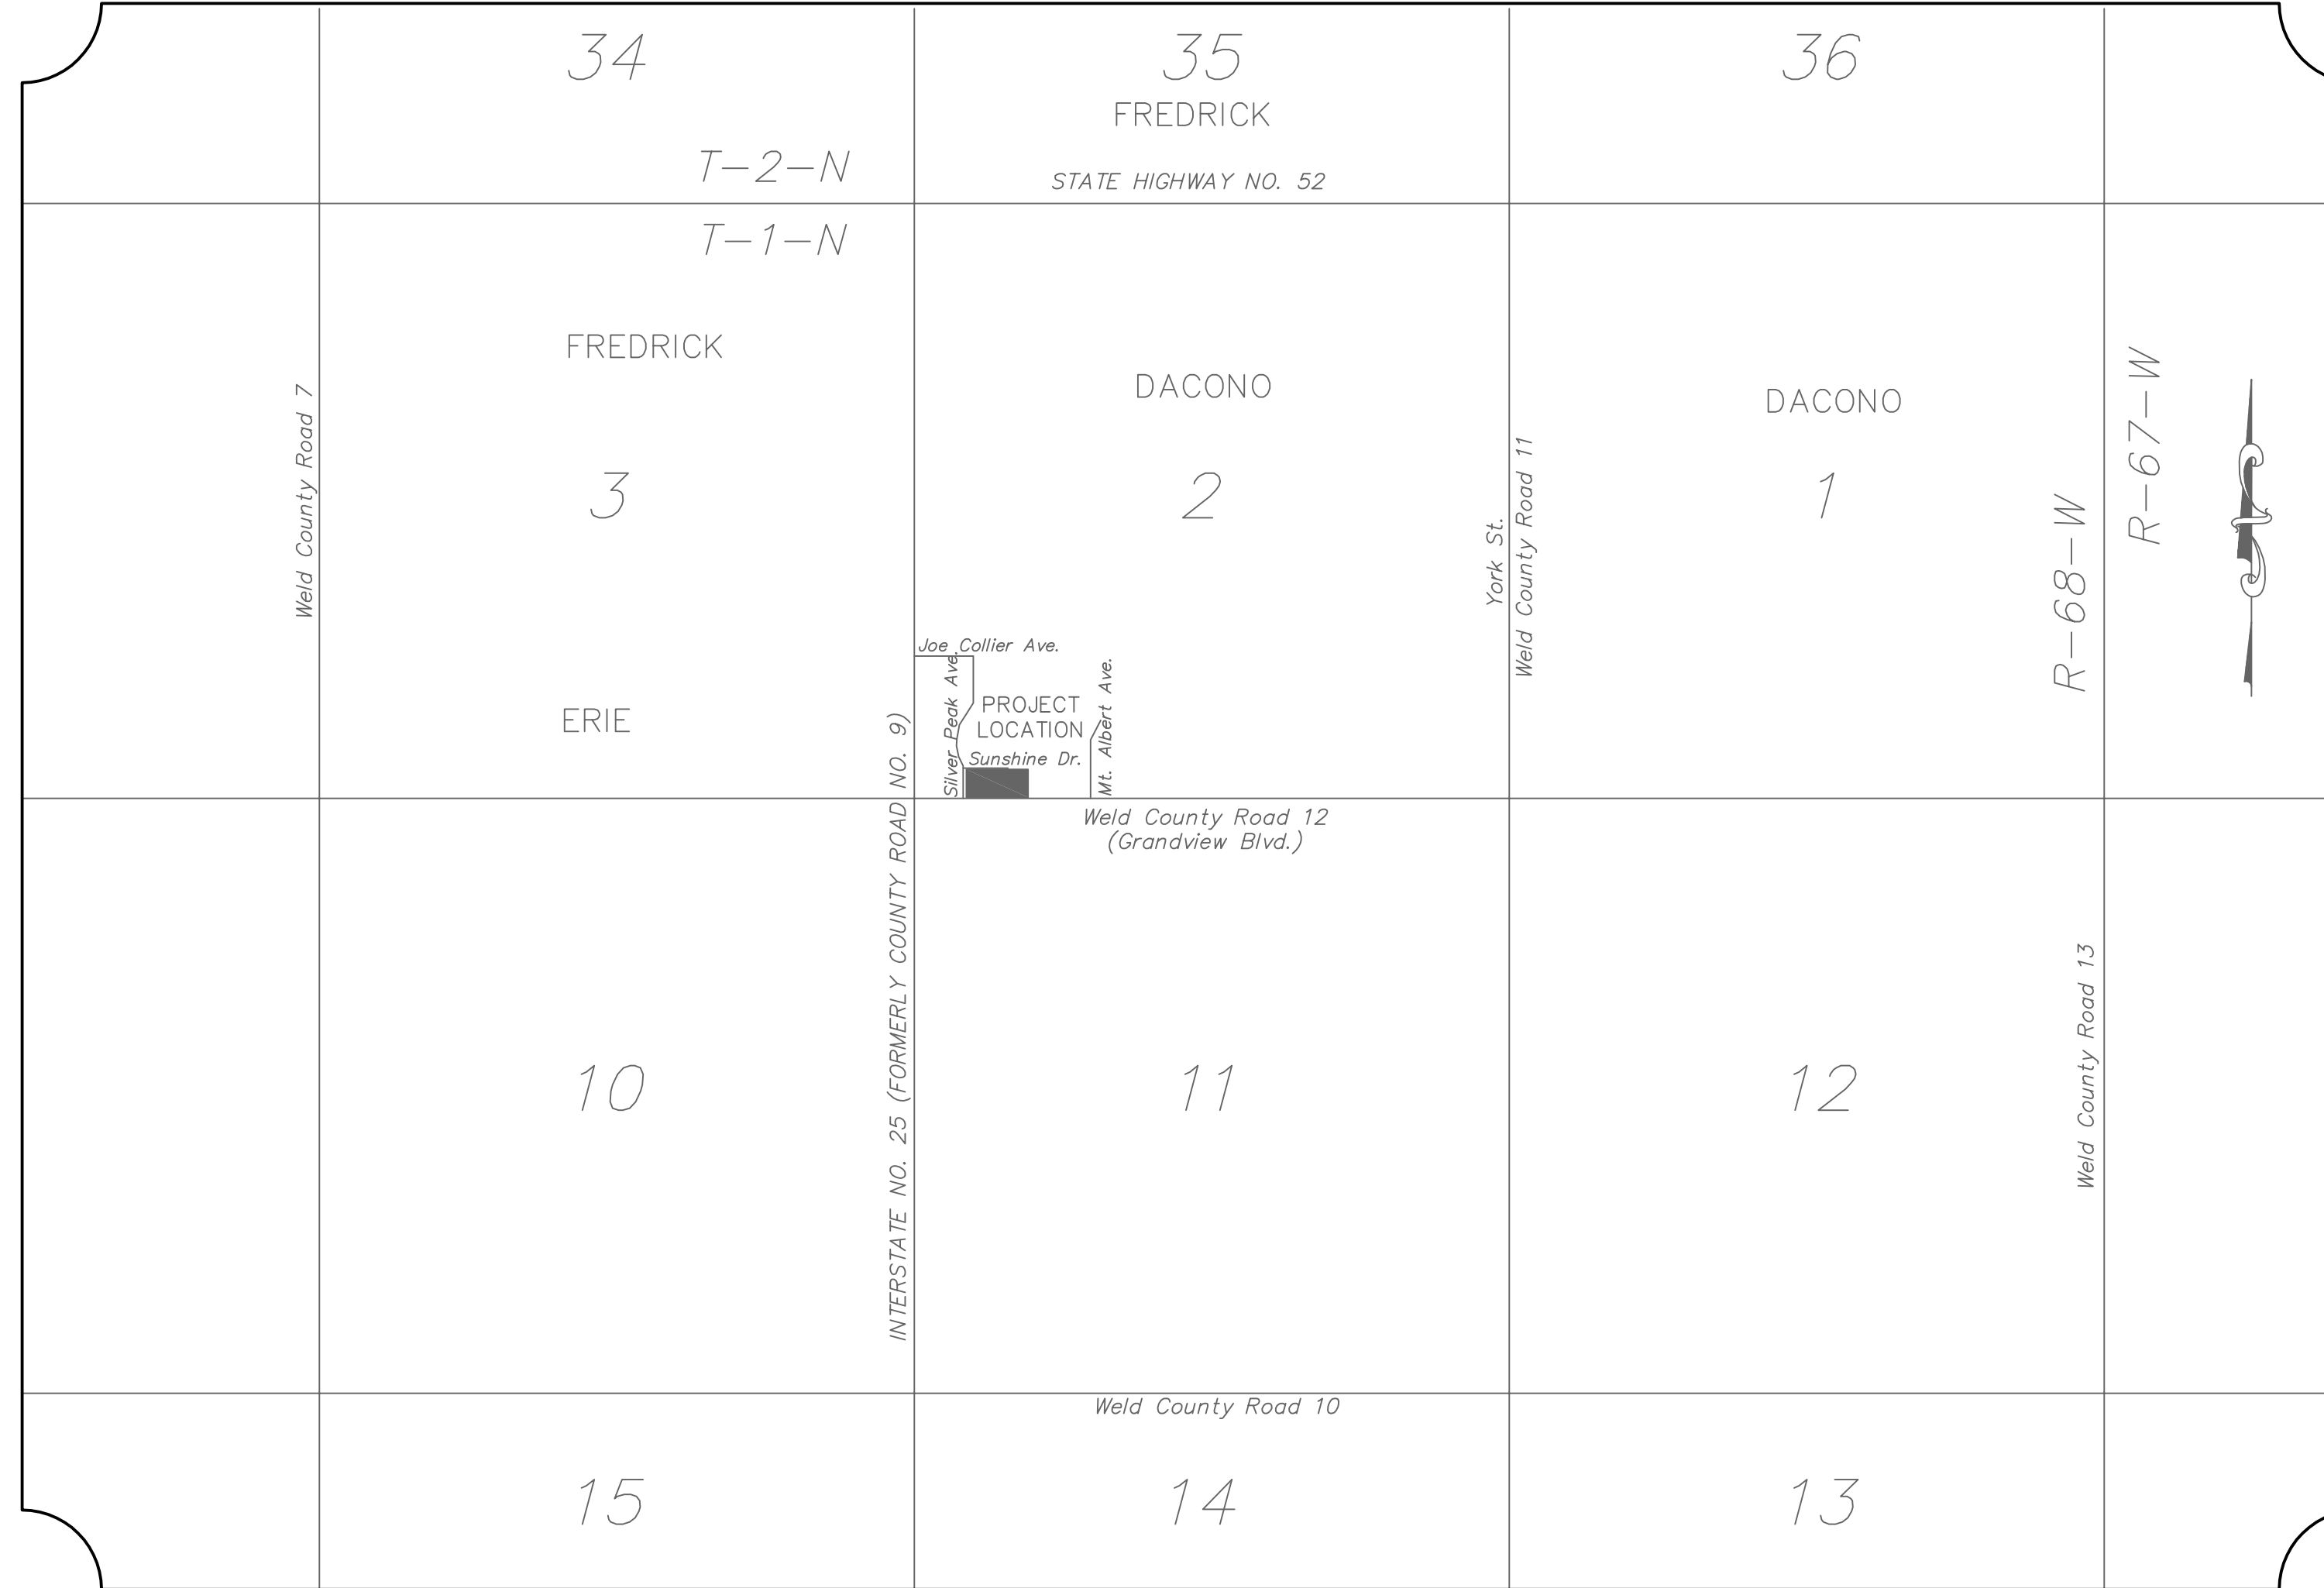 34
35
36
FREDRICK
T-2-N
STATE HIGHWAY NO. 52
T-1-N
FREDRICK
DACONO
DACONO
Weld County Road 7
3
2
1
York St.
Weld County Road 11
R-68-W
R-67-W
Joe Collier Ave.
Silver Peak Ave.
PROJECT
LOCATION
Sunshine Dr.
Mt. Albert Ave.
ERIE
Weld County Road 12
(Grandview Blvd.)
INTERSTATE NO. 25 (FORMERLY COUNTY ROAD NO. 9)
Weld County Road 13
10
11
12
Weld County Road 10
15
14
13